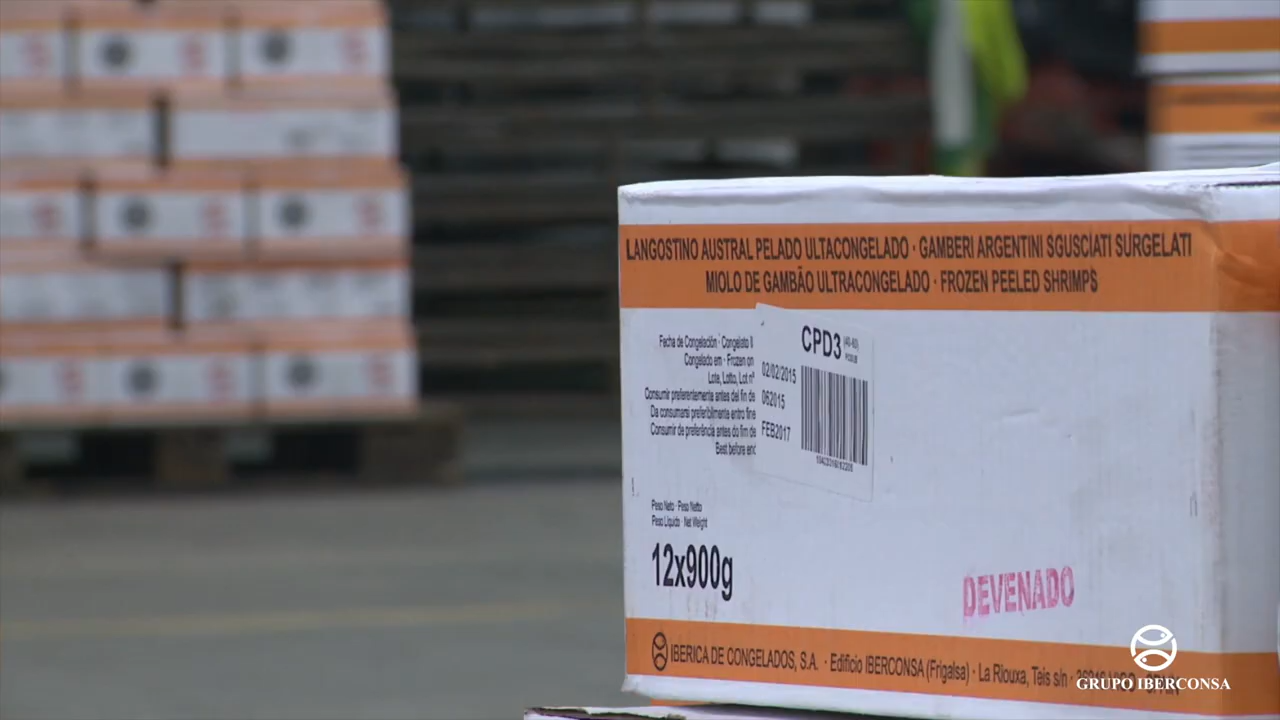 LANGOSTINO AUSTRAL PELADO ULTACONGELADO · GAMBERI ARGENTINI SGUSCIATI SURGELATI
MIOLO DE GAMBÃO ULTRACONGELADO · FROZEN PEELED SHRIMPS
Fecha de Congelación · Congelato il
Congelado em · Frozen on
Lote, Lotto, Lot nº
Consumir preferentemente antes del fin de
Da consumarsi preferibilmente entro fine
Consumir de preferência antes do fim de
Best before end
CPD3
02/02/2015
062015
FEB2017
Peso Neto · Peso Netto
Peso Líquido · Net Weight
12x900g
DEVENADO
IBERICA DE CONGELADOS, S.A. · Edificio IBERCONSA (Frigalsa) · La Riouxa, Teis s/n ·
GRUPO IBERCONSA